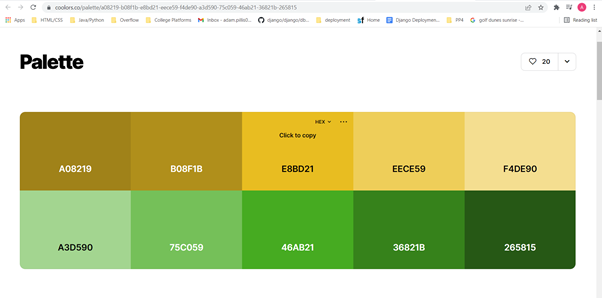 coolors.co/palette/a08219-b08f1b-e8bd21-eece59-f4de90-a3d590-75c059-46ab21-36821b-265815
Apps HTML/CSS Java/Python Overflow College Platforms Inbox - adam.pillio0... -django/django/db... deployment Home Django Deploymen... PP4 golf dunes sunrise -... Reading list
Palette
20
HEX
Click to copy
A08219 B08F1B E8BD21 EECE59 F4DE90
A3D590 75C059 46AB21 36821B 265815